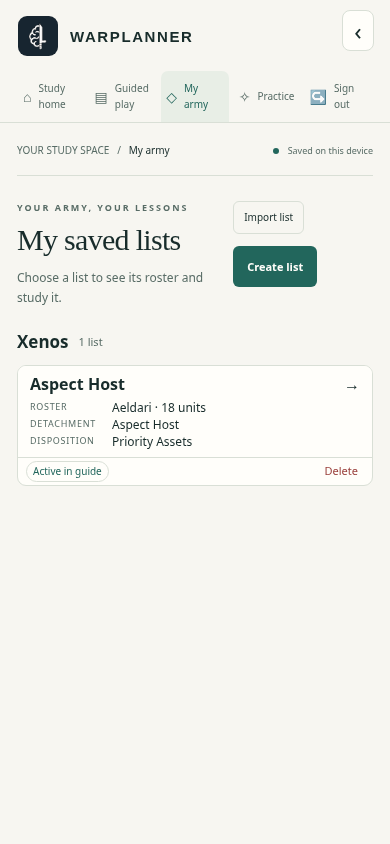 WARPLANNER
‹
Study home
Guided play
My army
Practice
Sign out
YOUR STUDY SPACE / My army
Saved on this device
YOUR ARMY, YOUR LESSONS
My saved lists
Choose a list to see its roster and
study it.
Import list
Create list
Xenos 1 list
Aspect Host →
ROSTER Aeldari · 18 units
DETACHMENT Aspect Host
DISPOSITION Priority Assets
Active in guide
Delete